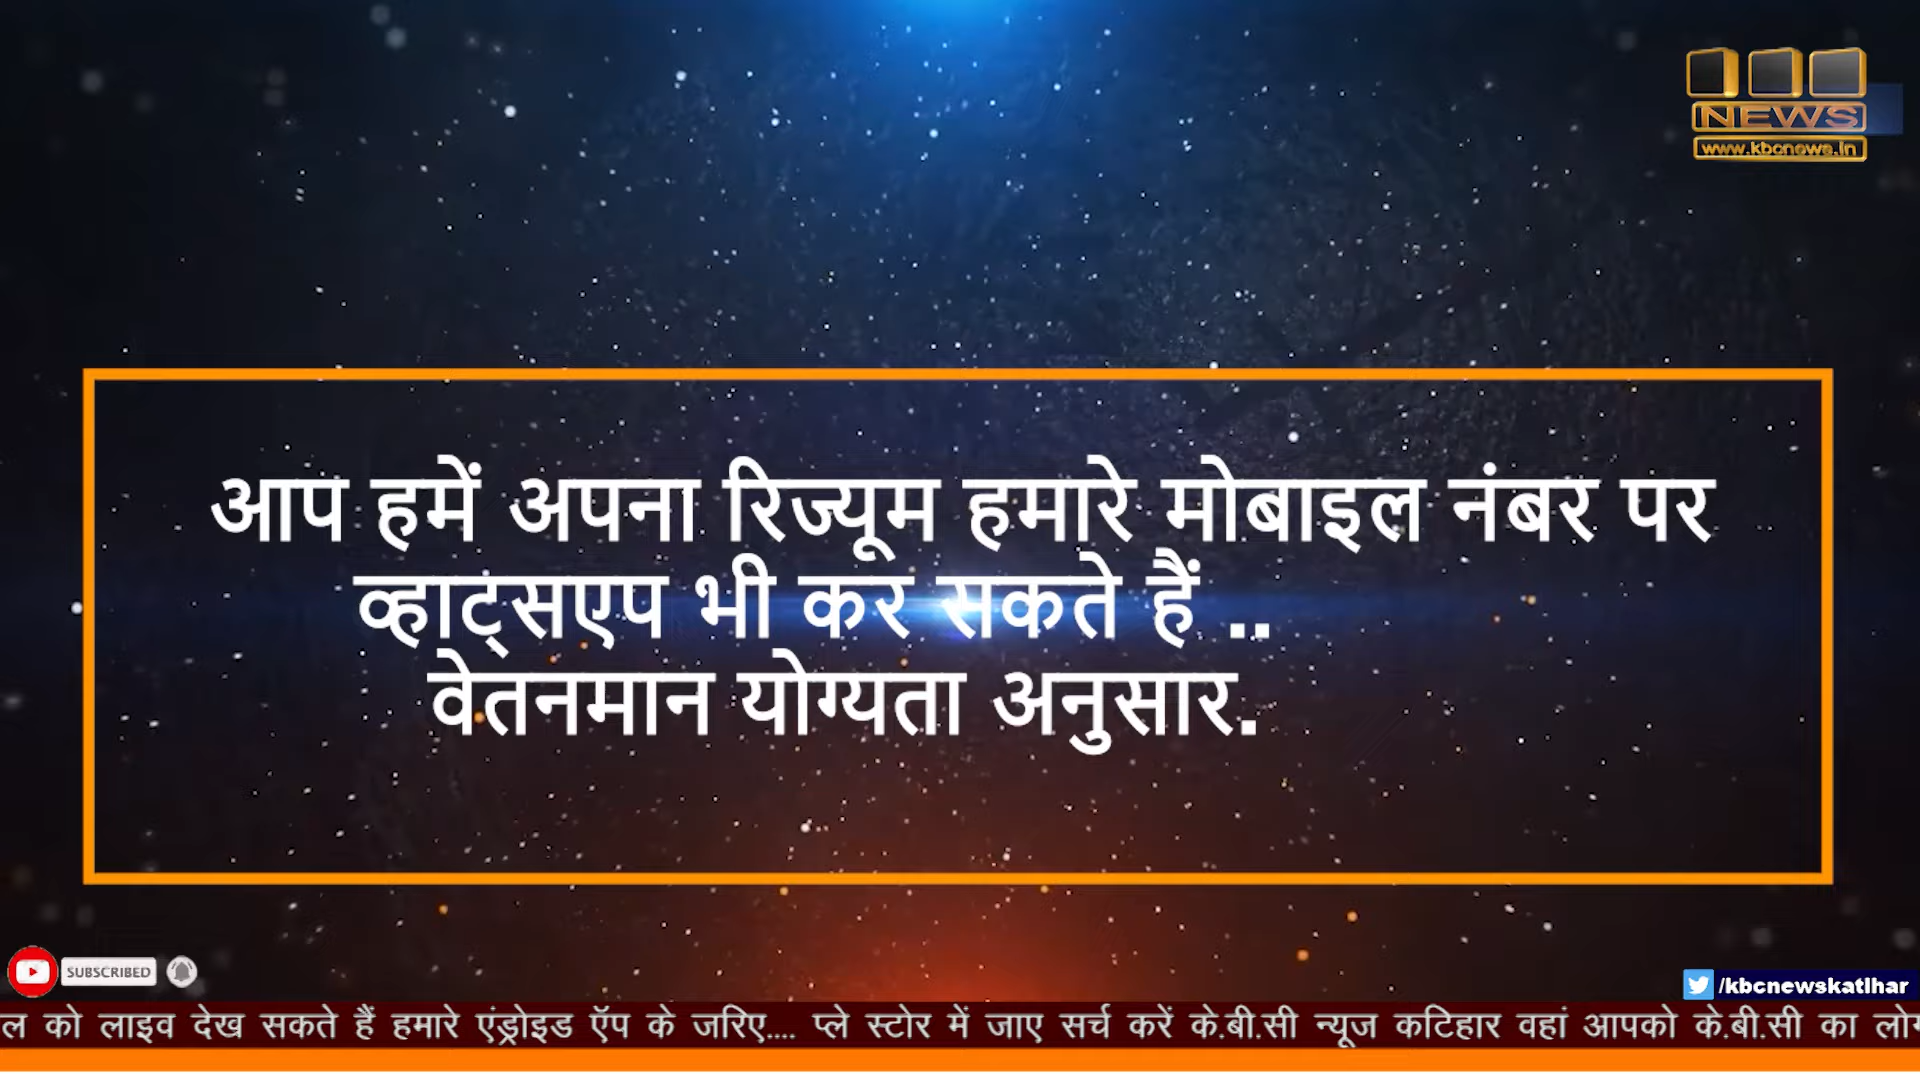 NEWS
www.kbcnews.in
आप हमें अपना रिज्यूम हमारे मोबाइल नंबर पर
व्हाट्सएप भी कर सकते हैं ..
वेतनमान योग्यता अनुसार.
SUBSCRIBED
/kbcnewskatihar
ल को लाइव देख सकते हैं हमारे एंड्रोइड ऍप के जरिए.... प्ले स्टोर में जाए सर्च करें के.बी.सी न्यूज कटिहार वहां आपको के.बी.सी का